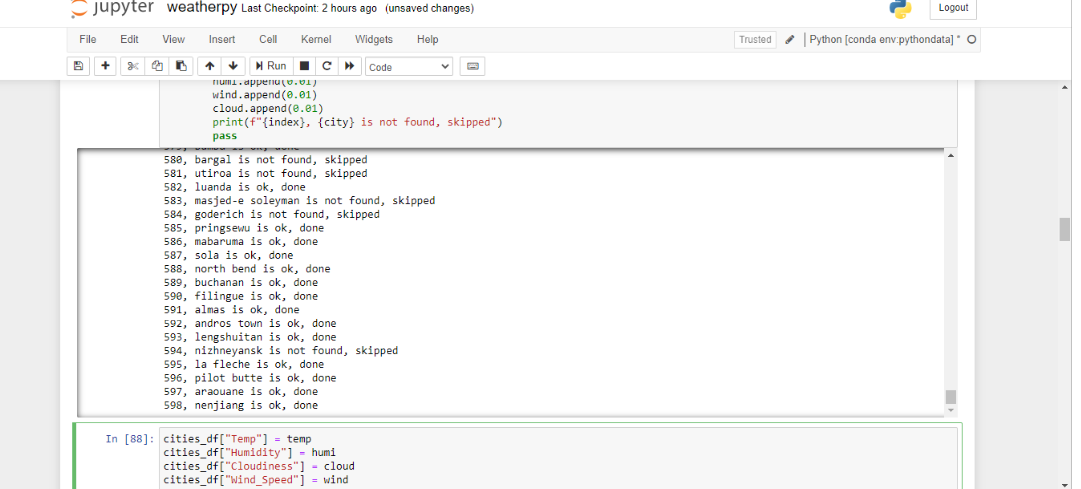 jupyter weatherpy Last Checkpoint: 2 hours ago (unsaved changes) Logout
File Edit View Insert Cell Kernel Widgets Help Trusted Python [conda env:pythondata] *
Run Code
humi.append(0.01)
wind.append(0.01)
cloud.append(0.01)
print(f"{index}, {city} is not found, skipped")
pass
580, bargal is not found, skipped
581, utiroa is not found, skipped
582, luanda is ok, done
583, masjed-e soleyman is not found, skipped
584, goderich is not found, skipped
585, pringsewu is ok, done
586, mabaruma is ok, done
587, sola is ok, done
588, north bend is ok, done
589, buchanan is ok, done
590, filingue is ok, done
591, almas is ok, done
592, andros town is ok, done
593, lengshuitan is ok, done
594, nizhneyansk is not found, skipped
595, la fleche is ok, done
596, pilot butte is ok, done
597, araouane is ok, done
598, nenjiang is ok, done
In [88]: cities_df["Temp"] = temp
cities_df["Humidity"] = humi
cities_df["Cloudiness"] = cloud
cities_df["Wind_Speed"] = wind